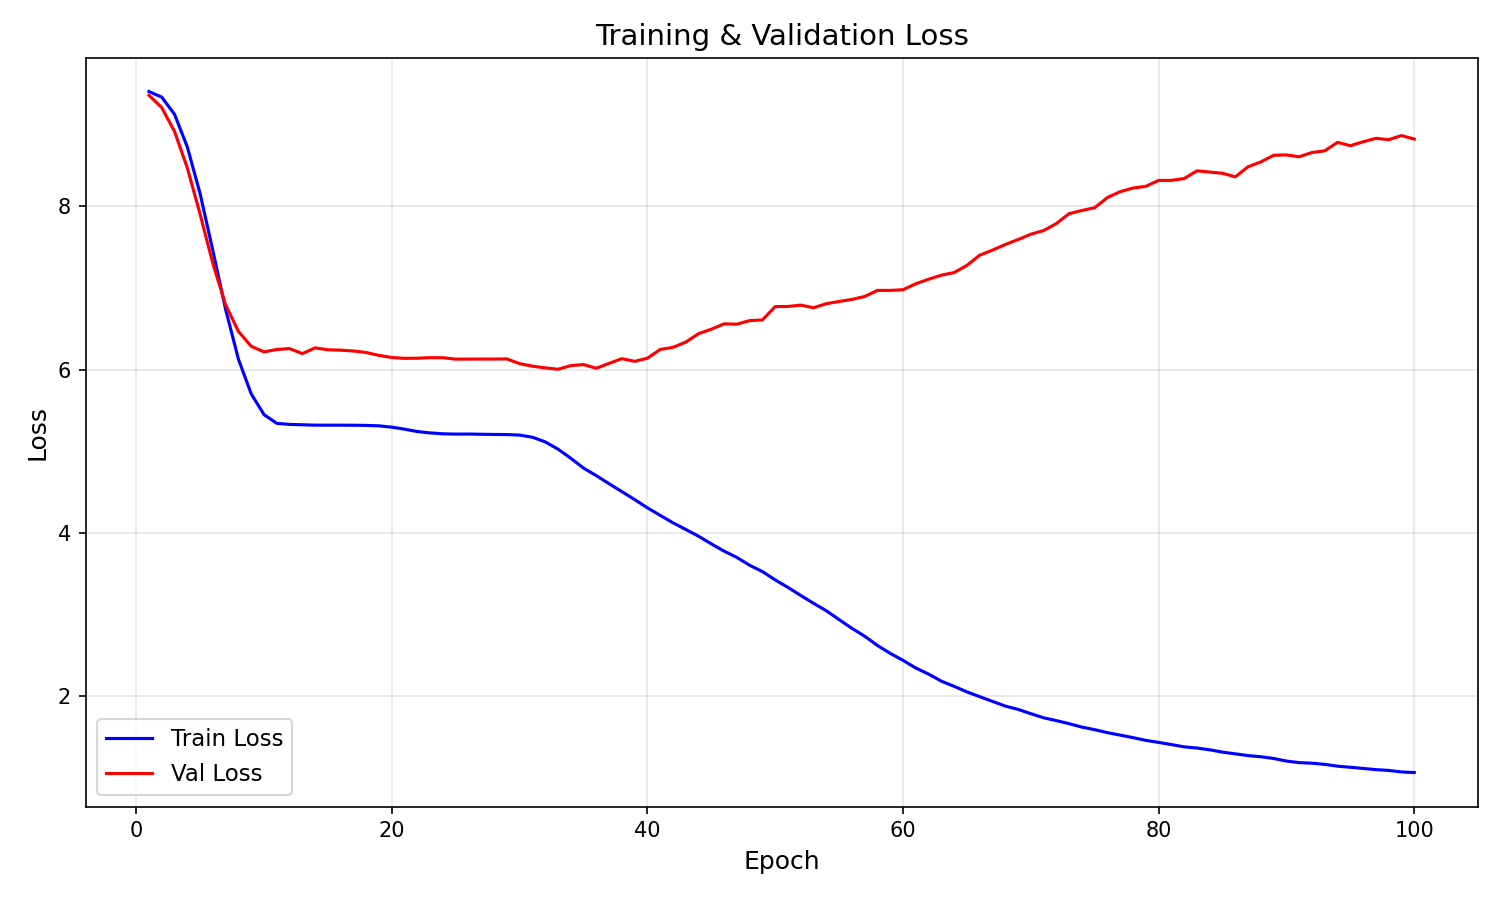 Training & Validation Loss
Loss
8
6
4
2
Train Loss
Val Loss
0 20 40 60 80 100
Epoch